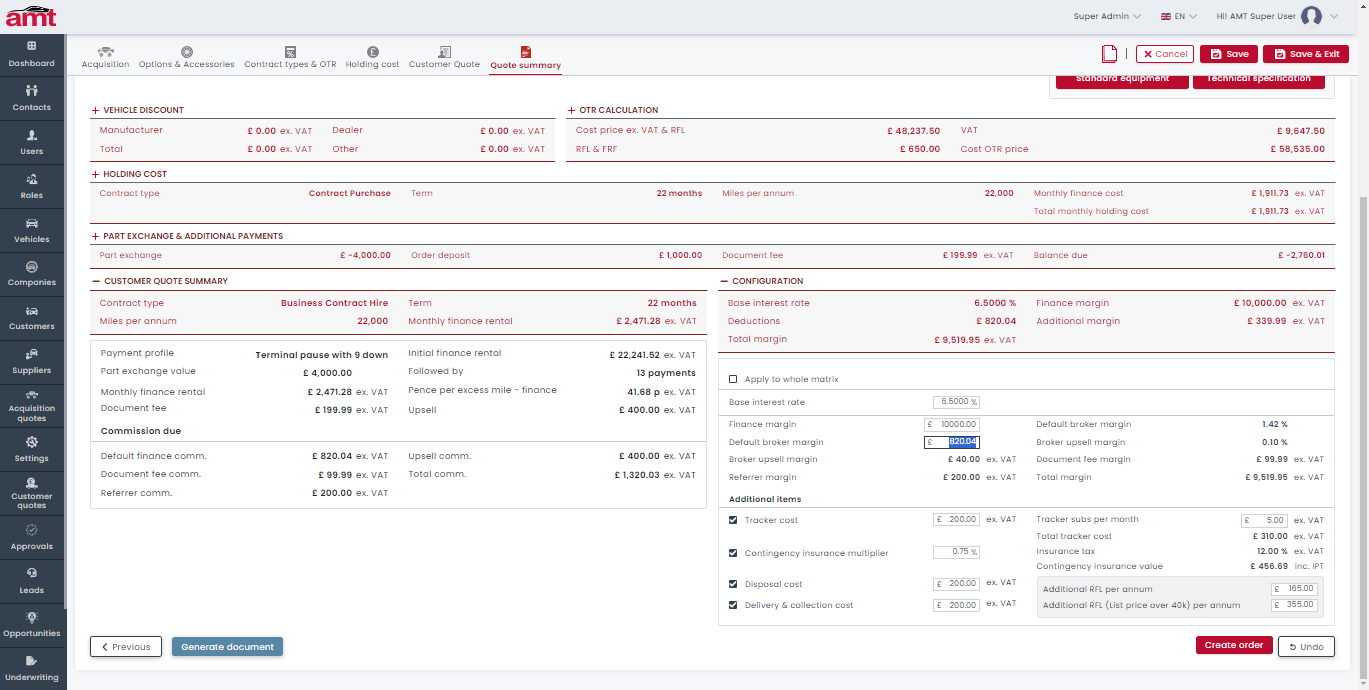 amt
Super Admin
EN
Hi! AMT Super User
Dashboard
Contacts
Users
Roles
Vehicles
Companies
Customers
Suppliers
Acquisition quotes
Settings
Customer quotes
Approvals
Leads
Opportunities
Underwriting
Acquisition Options & Accessories Contract types & OTR Holding cost Customer Quote Quote summary
Cancel Save Save & Exit
Standard equipment Technical specification
VEHICLE DISCOUNT
Manufacturer £ 0.00 ex. VAT Dealer £ 0.00 ex. VAT
Total £ 0.00 ex. VAT Other £ 0.00 ex. VAT
OTR CALCULATION
Cost price ex. VAT & RFL £ 48,237.50 VAT £ 9,647.50
RFL & FRF £ 650.00 Cost OTR price £ 58,535.00
HOLDING COST
Contract type Contract Purchase Term 22 months Miles per annum 22,000 Monthly finance cost £ 1,911.73 ex. VAT
Total monthly holding cost £ 1,911.73 ex. VAT
PART EXCHANGE & ADDITIONAL PAYMENTS
Part exchange £ -4,000.00 Order deposit £ 1,000.00 Document fee £ 199.99 ex. VAT Balance due £ -2,760.01
CUSTOMER QUOTE SUMMARY
Contract type Business Contract Hire Term 22 months
Miles per annum 22,000 Monthly finance rental £ 2,471.28 ex. VAT
Payment profile Terminal pause with 9 down Initial finance rental £ 22,241.52 ex. VAT
Part exchange value £ 4,000.00 Followed by 13 payments
Monthly finance rental £ 2,471.28 ex. VAT Pence per excess mile - finance 41.68 p ex. VAT
Document fee £ 199.99 ex. VAT Upsell £ 400.00 ex. VAT
Commission due
Default finance comm. £ 820.04 ex. VAT Upsell comm. £ 400.00 ex. VAT
Document fee comm. £ 99.99 ex. VAT Total comm. £ 1,320.03 ex. VAT
Referrer comm. £ 200.00 ex. VAT
CONFIGURATION
Base interest rate 6.5000 % Finance margin £ 10,000.00 ex. VAT
Deductions £ 820.04 Additional margin £ 339.99 ex. VAT
Total margin £ 9,519.95 ex. VAT
Apply to whole matrix
Base interest rate 6.5000 %
Finance margin £ 10000.00 Default broker margin 1.42 %
Default broker margin £ 820.04 Broker upsell margin 0.10 %
Broker upsell margin £ 40.00 ex. VAT Document fee margin £ 99.99 ex. VAT
Referrer margin £ 200.00 ex. VAT Total margin £ 9,519.95 ex. VAT
Additional items
Tracker cost £ 200.00 ex. VAT Tracker subs per month £ 5.00 ex. VAT
Total tracker cost £ 310.00 ex. VAT
Contingency insurance multiplier 0.75 % Insurance tax 12.00 % ex. VAT
Contingency insurance value £ 456.69 inc. IPT
Disposal cost £ 200.00 ex. VAT Additional RFL per annum £ 165.00
Delivery & collection cost £ 200.00 ex. VAT Additional RFL (List price over 40k) per annum £ 355.00
Previous Generate document Create order Undo